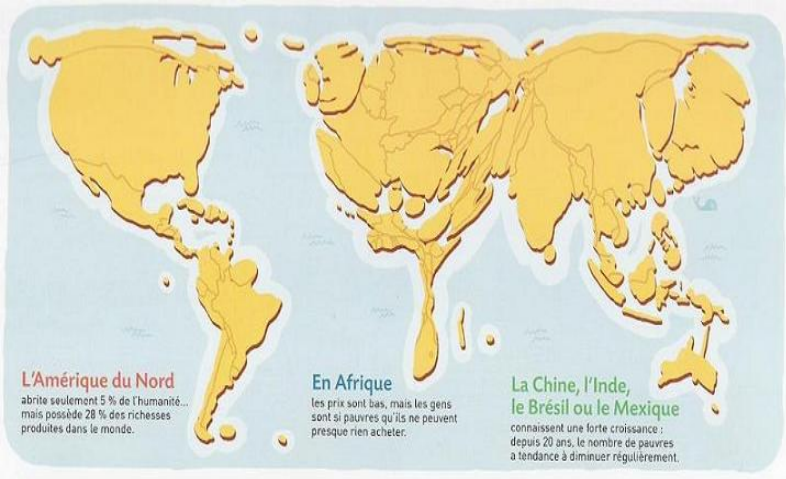 L'Amérique du Nord
abrite seulement 5 % de l'humanité...
mais possède 28 % des richesses
produites dans le monde.
En Afrique
les prix sont bas, mais les gens
sont si pauvres qu'ils ne peuvent
presque rien acheter.
La Chine, l'Inde,
le Brésil ou le Mexique
connaissent une forte croissance :
depuis 20 ans, le nombre de pauvres
a tendance à diminuer régulièrement.